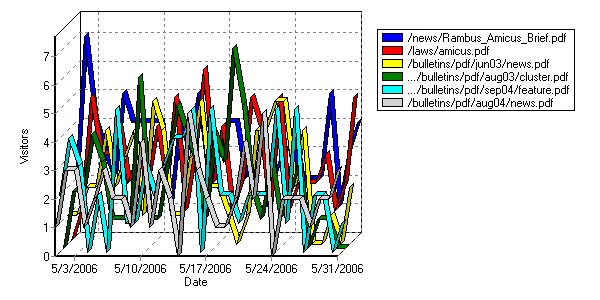 /news/Rambus_Amicus_Brief.pdf
/laws/amicus.pdf
/bulletins/pdf/jun03/news.pdf
.../bulletins/pdf/aug03/cluster.pdf
.../bulletins/pdf/sep04/feature.pdf
/bulletins/pdf/aug04/news.pdf
Visitors
7
6
5
4
3
2
1
0
5/3/2006 5/10/2006 5/17/2006 5/24/2006 5/31/2006
Date